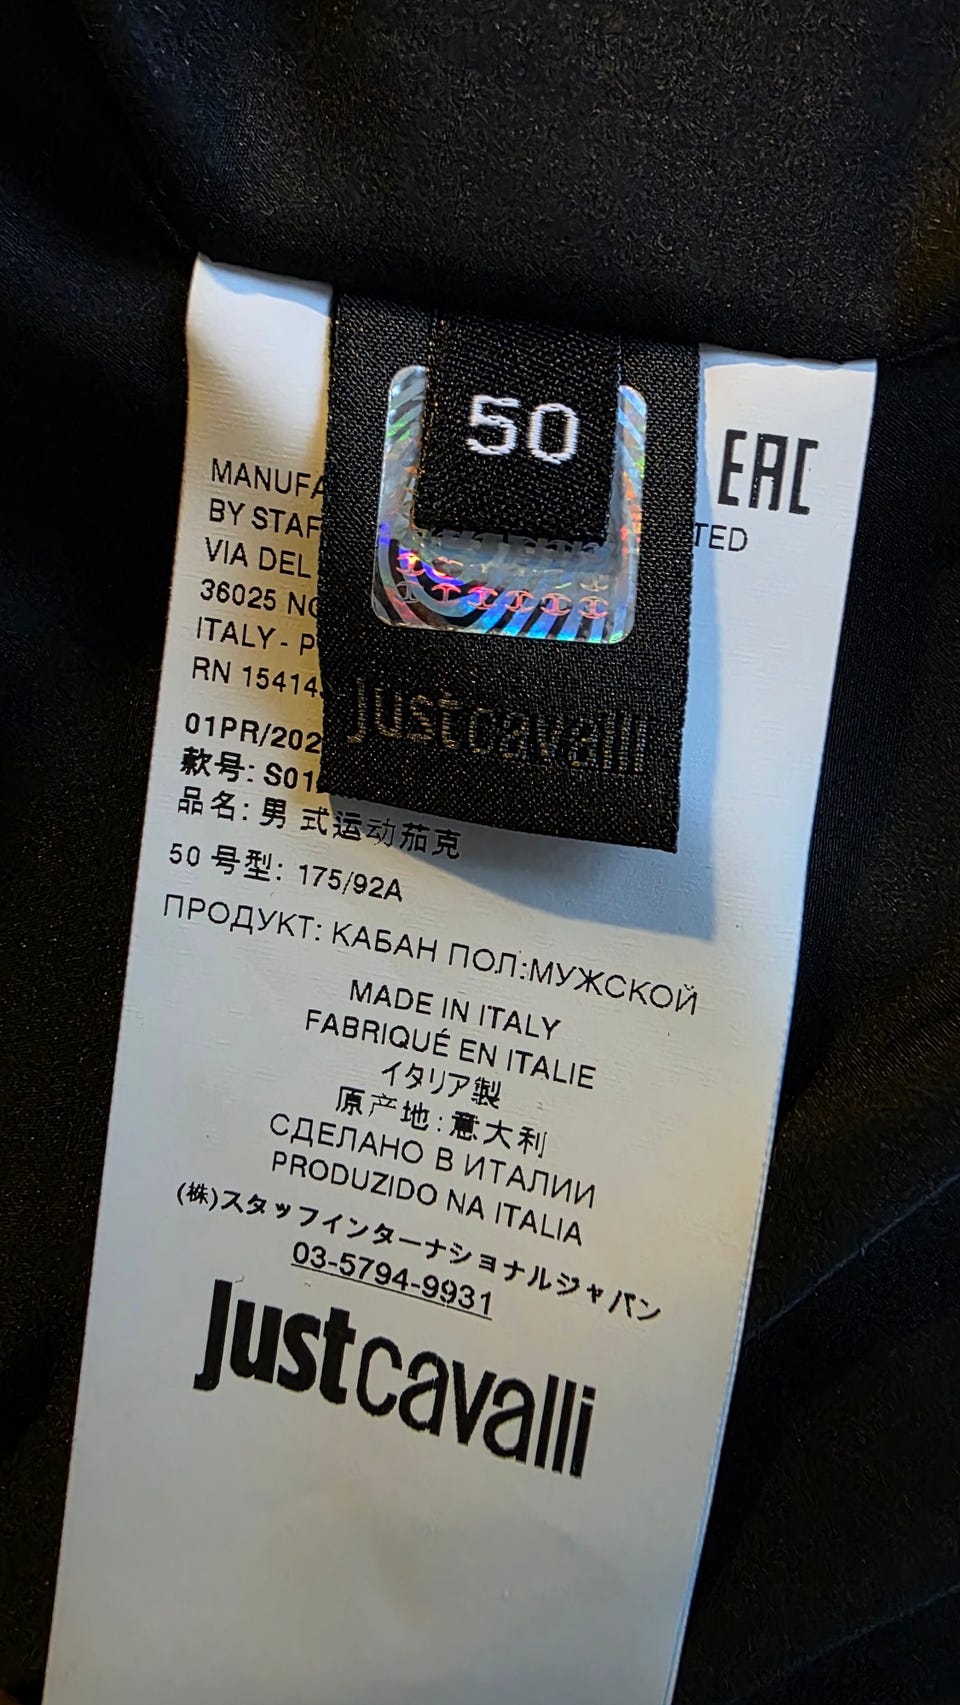 50
EAC
MANUFA
BY STAF
TED
VIA DEL
36025 NO
ITALY - P
RN 15414
justcavalli
01PR/202
款号: S01
品名: 男 式运动茄克
50 号型: 175/92A
ПРОДУКТ: КАБАН ПОЛ:МУЖСКОЙ
MADE IN ITALY
FABRIQUÉ EN ITALIE
イタリア製
原产地: 意大利
СДЕЛАНО В ИТАЛИИ
PRODUZIDO NA ITALIA
(株)スタッフインターナショナルジャパン
03-5794-9931
justcavalli